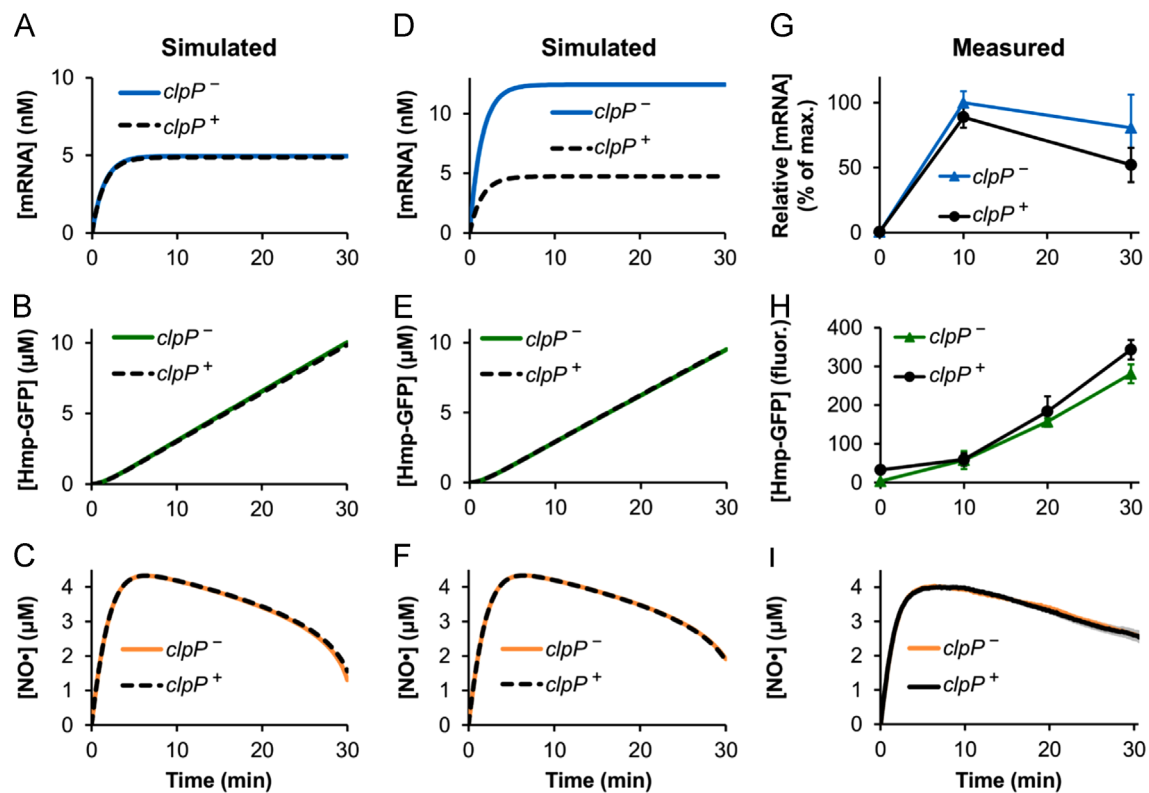 A
Simulated
[mRNA] (nM)
10
5
0
clpP –
clpP +
0 10 20 30
D
Simulated
[mRNA] (nM)
10
5
0
clpP –
clpP +
0 10 20 30
G
Measured
Relative [mRNA]
(% of max.)
100
50
0
clpP –
clpP +
0 10 20 30
B
[Hmp-GFP] (µM)
10
5
0
clpP –
clpP +
0 10 20 30
E
[Hmp-GFP] (µM)
10
5
0
clpP –
clpP +
0 10 20 30
H
[Hmp-GFP] (fluor.)
400
300
200
100
0
clpP –
clpP +
0 10 20 30
C
[NO•] (µM)
4
3
2
1
0
clpP –
clpP +
0 10 20 30
Time (min)
F
[NO•] (µM)
4
3
2
1
0
clpP –
clpP +
0 10 20 30
Time (min)
I
[NO•] (µM)
4
3
2
1
0
clpP –
clpP +
0 10 20 30
Time (min)